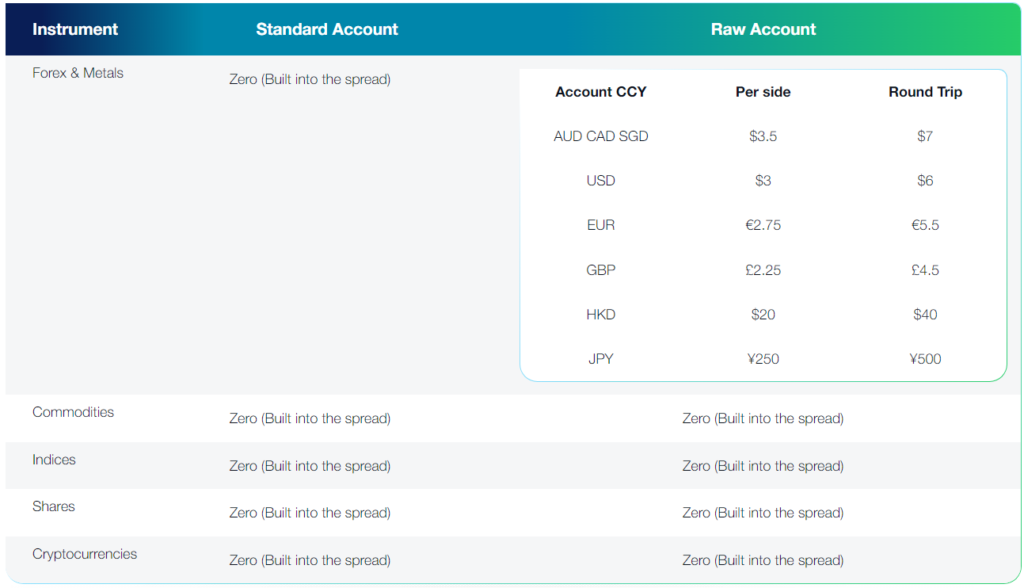 Instrument Standard Account Raw Account
Forex & Metals Zero (Built into the spread)
Account CCY Per side Round Trip
AUD CAD SGD $3.5 $7
USD $3 $6
EUR €2.75 €5.5
GBP £2.25 £4.5
HKD $20 $40
JPY ¥250 ¥500
Commodities Zero (Built into the spread) Zero (Built into the spread)
Indices Zero (Built into the spread) Zero (Built into the spread)
Shares Zero (Built into the spread) Zero (Built into the spread)
Cryptocurrencies Zero (Built into the spread) Zero (Built into the spread)